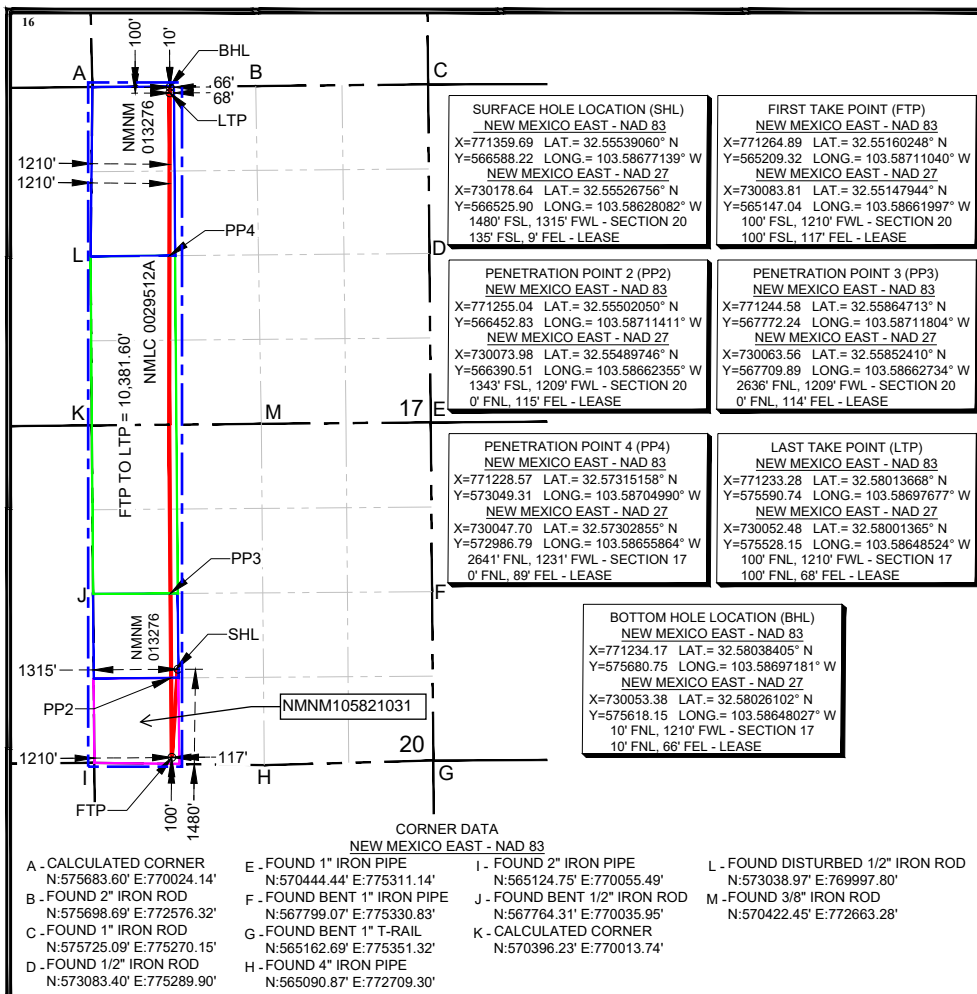 16
100'
10'
BHL
A
B
C
66'
68'
LTP
NMNM
013276
1210'
1210'
PP4
L
D
FTP TO LTP = 10,381.60'
NMLC 0029512A
K
M
17
E
PP3
J
F
NMNM
013276
SHL
1315'
PP2
NMNM105821031
1210'
117'
20
I
H
G
FTP
100'
1480'
SURFACE HOLE LOCATION (SHL)
NEW MEXICO EAST - NAD 83
X=771359.69 LAT.= 32.55539060° N
Y=566588.22 LONG.= 103.58677139° W
NEW MEXICO EAST - NAD 27
X=730178.64 LAT.= 32.55526756° N
Y=566525.90 LONG.= 103.58628082° W
1480' FSL, 1315' FWL - SECTION 20
135' FSL, 9' FEL - LEASE
FIRST TAKE POINT (FTP)
NEW MEXICO EAST - NAD 83
X=771264.89 LAT.= 32.55160248° N
Y=565209.32 LONG.= 103.58711040° W
NEW MEXICO EAST - NAD 27
X=730083.81 LAT.= 32.55147944° N
Y=565147.04 LONG.= 103.58661997° W
100' FSL, 1210' FWL - SECTION 20
100' FSL, 117' FEL - LEASE
PENETRATION POINT 2 (PP2)
NEW MEXICO EAST - NAD 83
X=771255.04 LAT.= 32.55502050° N
Y=566452.83 LONG.= 103.58711411° W
NEW MEXICO EAST - NAD 27
X=730073.98 LAT.= 32.55489746° N
Y=566390.51 LONG.= 103.58662355° W
1343' FSL, 1209' FWL - SECTION 20
0' FNL, 115' FEL - LEASE
PENETRATION POINT 3 (PP3)
NEW MEXICO EAST - NAD 83
X=771244.58 LAT.= 32.55864713° N
Y=567772.24 LONG.= 103.58711804° W
NEW MEXICO EAST - NAD 27
X=730063.56 LAT.= 32.55852410° N
Y=567709.89 LONG.= 103.58662734° W
2636' FNL, 1209' FWL - SECTION 20
0' FNL, 114' FEL - LEASE
PENETRATION POINT 4 (PP4)
NEW MEXICO EAST - NAD 83
X=771228.57 LAT.= 32.57315158° N
Y=573049.31 LONG.= 103.58704990° W
NEW MEXICO EAST - NAD 27
X=730047.70 LAT.= 32.57302855° N
Y=572986.79 LONG.= 103.58655864° W
2641' FNL, 1231' FWL - SECTION 17
0' FNL, 89' FEL - LEASE
LAST TAKE POINT (LTP)
NEW MEXICO EAST - NAD 83
X=771233.28 LAT.= 32.58013668° N
Y=575590.74 LONG.= 103.58697677° W
NEW MEXICO EAST - NAD 27
X=730052.48 LAT.= 32.58001365° N
Y=575528.15 LONG.= 103.58648524° W
100' FNL, 1210' FWL - SECTION 17
100' FNL, 68' FEL - LEASE
BOTTOM HOLE LOCATION (BHL)
NEW MEXICO EAST - NAD 83
X=771234.17 LAT.= 32.58038405° N
Y=575680.75 LONG.= 103.58697181° W
NEW MEXICO EAST - NAD 27
X=730053.38 LAT.= 32.58026102° N
Y=575618.15 LONG.= 103.58648027° W
10' FNL, 1210' FWL - SECTION 17
10' FNL, 66' FEL - LEASE
CORNER DATA
NEW MEXICO EAST - NAD 83
A - CALCULATED CORNER
N:575683.60' E:770024.14'
B - FOUND 2" IRON ROD
N:575698.69' E:772576.32'
C - FOUND 1" IRON ROD
N:575725.09' E:775270.15'
D - FOUND 1/2" IRON ROD
N:573083.40' E:775289.90'
E - FOUND 1" IRON PIPE
N:570444.44' E:775311.14'
F - FOUND BENT 1" IRON PIPE
N:567799.07' E:775330.83'
G - FOUND BENT 1" T-RAIL
N:565162.69' E:775351.32'
H - FOUND 4" IRON PIPE
N:565090.87' E:772709.30'
I - FOUND 2" IRON PIPE
N:565124.75' E:770055.49'
J - FOUND BENT 1/2" IRON ROD
N:567764.31' E:770035.95'
K - CALCULATED CORNER
N:570396.23' E:770013.74'
L - FOUND DISTURBED 1/2" IRON ROD
N:573038.97' E:769997.80'
M - FOUND 3/8" IRON ROD
N:570422.45' E:772663.28'